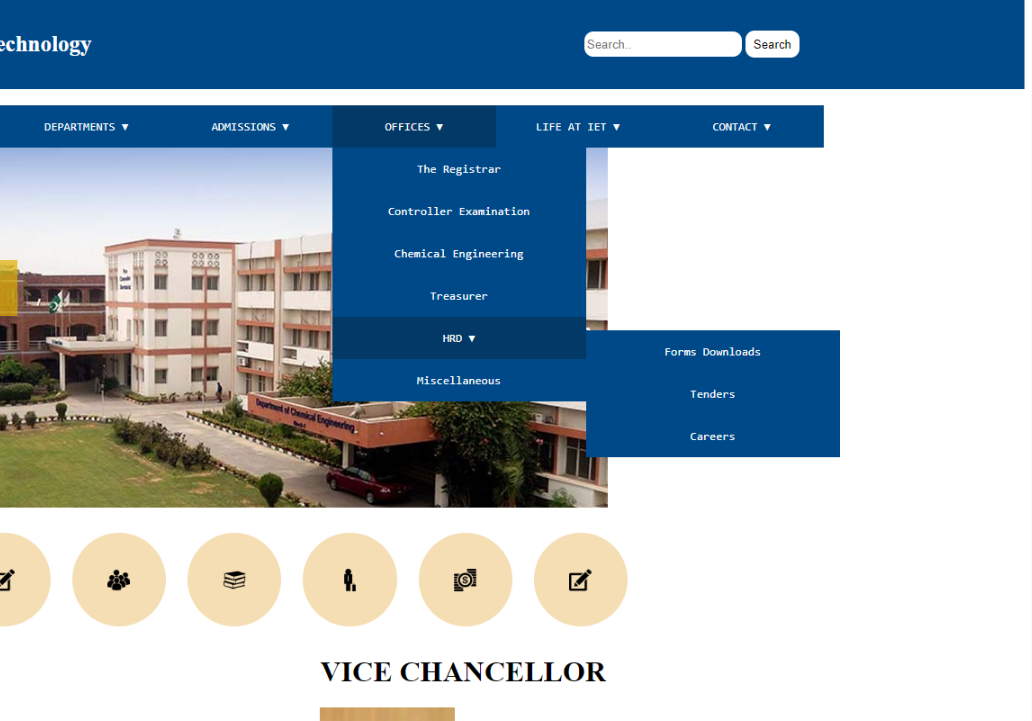 echnology
Search..
Search
DEPARTMENTS ▼
ADMISSIONS ▼
OFFICES ▼
LIFE AT IET ▼
CONTACT ▼
The Registrar
Controller Examination
Chemical Engineering
Treasurer
HRD ▼
Forms Downloads
Miscellaneous
Tenders
Careers
Department of Chemical Engineering
VICE CHANCELLOR